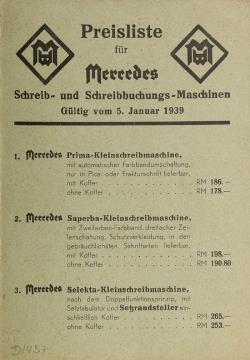 Preisliste
für
Mercedes
Schreib- und Schreibbuchungs-Maschinen
Gültig vom 5. Januar 1939
1. Mercedes Prima-Kleinschreibmaschine,
mit automatischer Farbbandumschaltung,
nur in Pica- oder Frakturschrift lieferbar,
mit Koffer . . . . . . . . . . . RM 186.—
ohne Koffer . . . . . . . . . . . RM 178.—
2. Mercedes Superba-Kleinschreibmaschine,
mit Zweifarben-Farbband, dreifacher Zei-
lenschaltung, Schutzverkleidung, in den
gebräuchlichsten Schriftarten lieferbar,
mit Koffer . . . . . . . . . . . RM 198.—
ohne Koffer . . . . . . . . . . . RM 190.80
3. Mercedes Selekta-Kleinschreibmaschine,
nach dem Doppelfunktionsprinzip, mit
Setztabulator und Setzrandsteller ein-
schließlich Koffer . . . . . . . . RM 265.—
ohne Koffer . . . . . . . . . . . RM 253.—
D/457